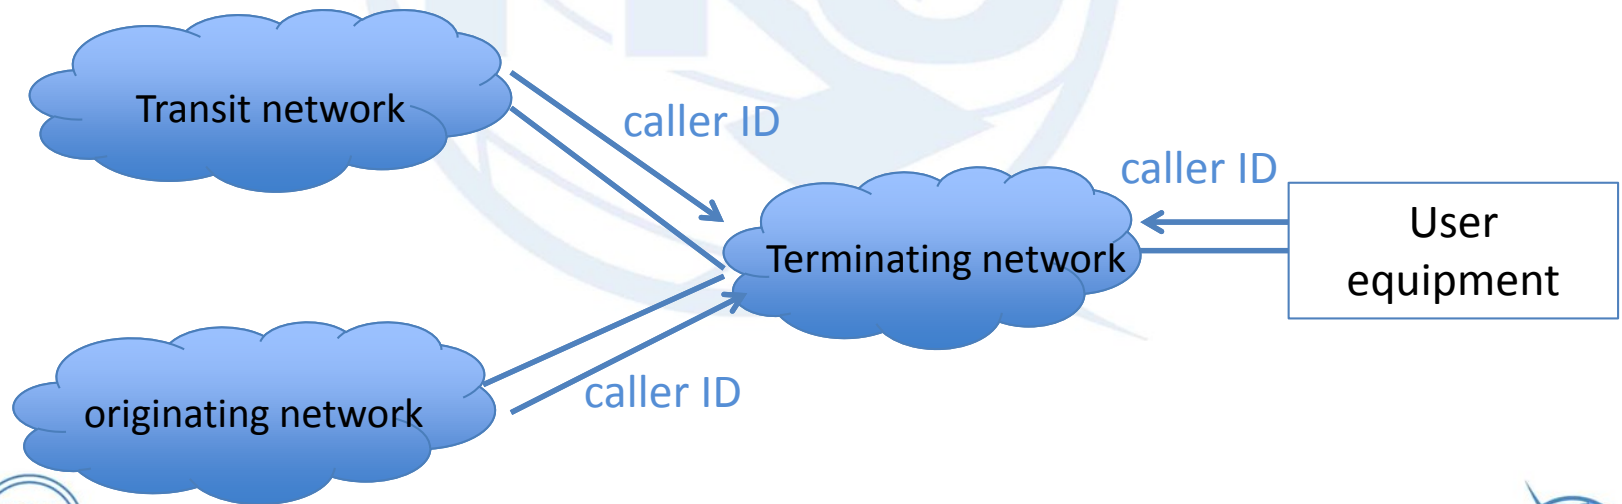 Transit network
caller ID
caller ID
User
equipment
Terminating network
caller ID
originating network